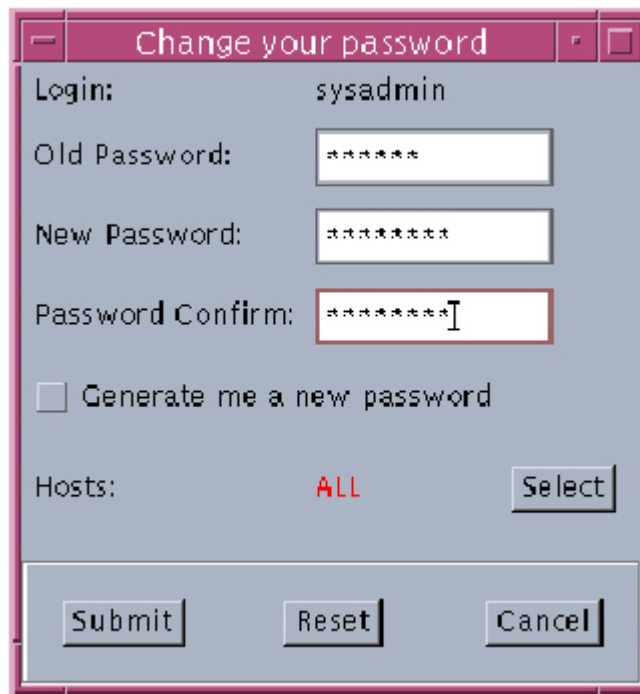 Change your password
Login: sysadmin
Old Password: ******
New Password: ********
Password Confirm: ********
Generate me a new password
Hosts: ALL Select
Submit Reset Cancel